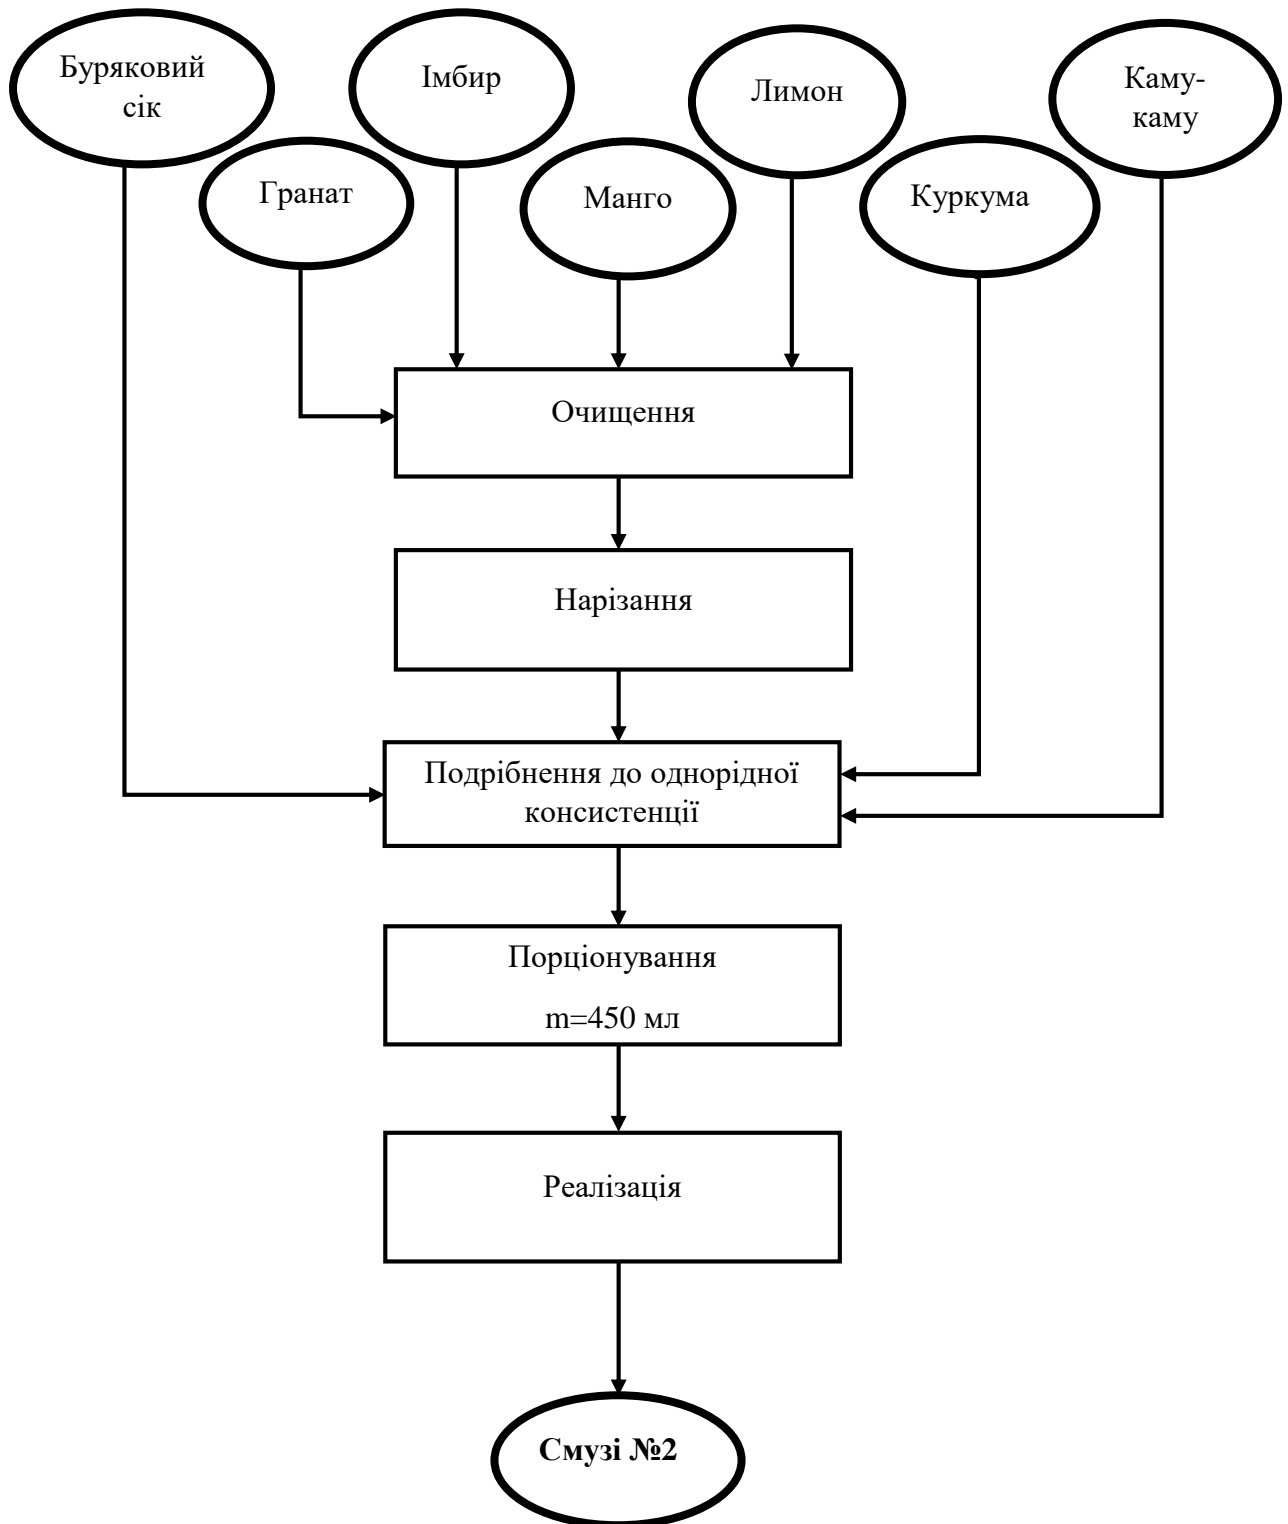 Буряковий
сік
Імбир
Лимон
Каму-
каму
Гранат
Манго
Куркума
Очищення
Нарізання
Подрібнення до однорідної
консистенції
Порціонування
m=450 мл
Реалізація
Смузі №2